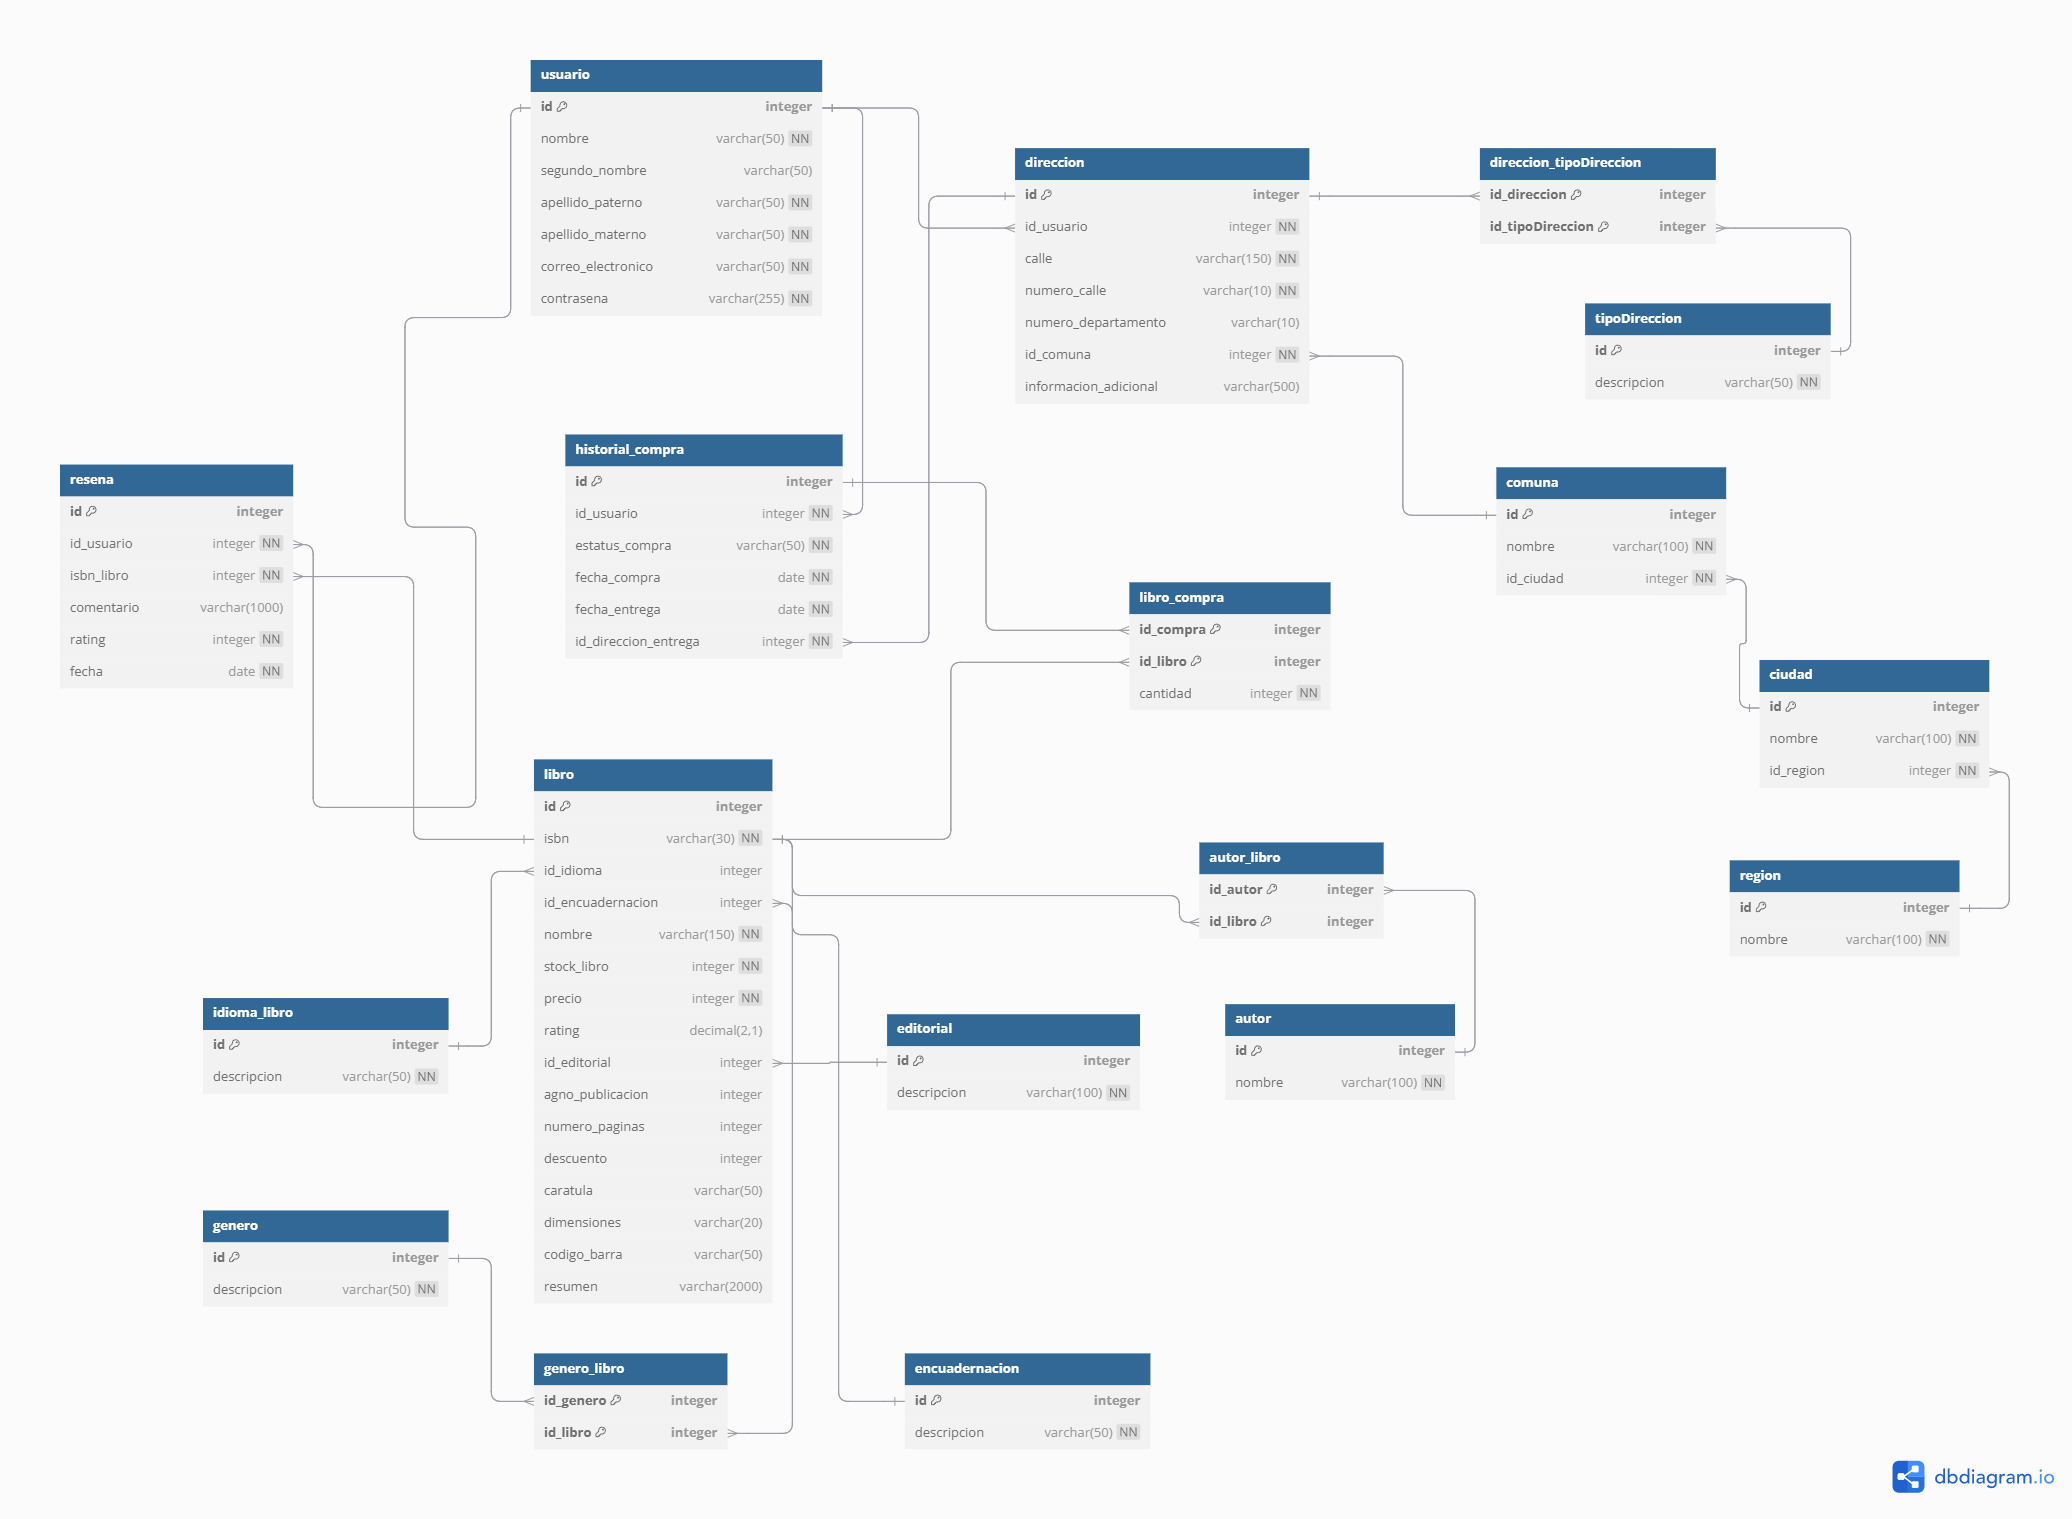 usuario
id integer
nombre varchar(50) NN
segundo_nombre varchar(50)
apellido_paterno varchar(50) NN
apellido_materno varchar(50) NN
correo_electronico varchar(50) NN
contrasena varchar(255) NN
direccion
id integer
id_usuario integer NN
calle varchar(150) NN
numero_calle varchar(10) NN
numero_departamento varchar(10)
id_comuna integer NN
informacion_adicional varchar(500)
direccion_tipoDireccion
id_direccion integer
id_tipoDireccion integer
tipoDireccion
id integer
descripcion varchar(50) NN
historial_compra
id integer
id_usuario integer NN
estatus_compra varchar(50) NN
fecha_compra date NN
fecha_entrega date NN
id_direccion_entrega integer NN
resena
id integer
id_usuario integer NN
isbn_libro integer NN
comentario varchar(1000)
rating integer NN
fecha date NN
comuna
id integer
nombre varchar(100) NN
id_ciudad integer NN
libro_compra
id_compra integer
id_libro integer
cantidad integer NN
ciudad
id integer
nombre varchar(100) NN
id_region integer NN
libro
id integer
isbn varchar(30) NN
id_idioma integer
id_encuadernacion integer
nombre varchar(150) NN
stock_libro integer NN
precio integer NN
rating decimal(2,1)
id_editorial integer
agno_publicacion integer
numero_paginas integer
descuento integer
caratula varchar(50)
dimensiones varchar(20)
codigo_barra varchar(50)
resumen varchar(2000)
autor_libro
id_autor integer
id_libro integer
region
id integer
nombre varchar(100) NN
idioma_libro
id integer
descripcion varchar(50) NN
editorial
id integer
descripcion varchar(100) NN
autor
id integer
nombre varchar(100) NN
genero
id integer
descripcion varchar(50) NN
genero_libro
id_genero integer
id_libro integer
encuadernacion
id integer
descripcion varchar(50) NN
dbdiagram.io